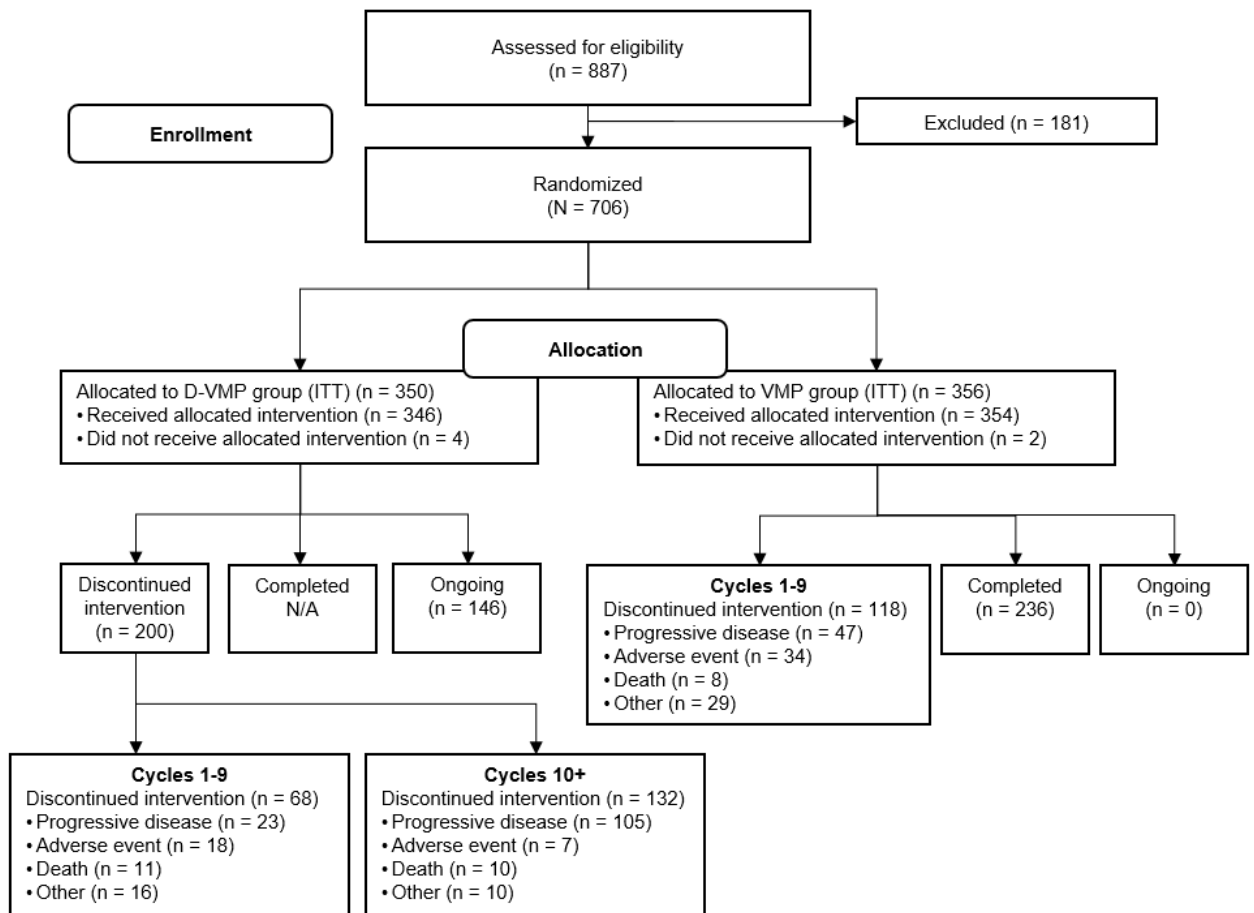 Assessed for eligibility
(n = 887)
Enrollment
Excluded (n = 181)
Randomized
(N = 706)
Allocation
Allocated to D-VMP group (ITT) (n = 350)
• Received allocated intervention (n = 346)
• Did not receive allocated intervention (n = 4)
Allocated to VMP group (ITT) (n = 356)
• Received allocated intervention (n = 354)
• Did not receive allocated intervention (n = 2)
Discontinued
intervention
(n = 200)
Completed
N/A
Ongoing
(n = 146)
Cycles 1-9
Discontinued intervention (n = 118)
• Progressive disease (n = 47)
• Adverse event (n = 34)
• Death (n = 8)
• Other (n = 29)
Completed
(n = 236)
Ongoing
(n = 0)
Cycles 1-9
Discontinued intervention (n = 68)
• Progressive disease (n = 23)
• Adverse event (n = 18)
• Death (n = 11)
• Other (n = 16)
Cycles 10+
Discontinued intervention (n = 132)
• Progressive disease (n = 105)
• Adverse event (n = 7)
• Death (n = 10)
• Other (n = 10)